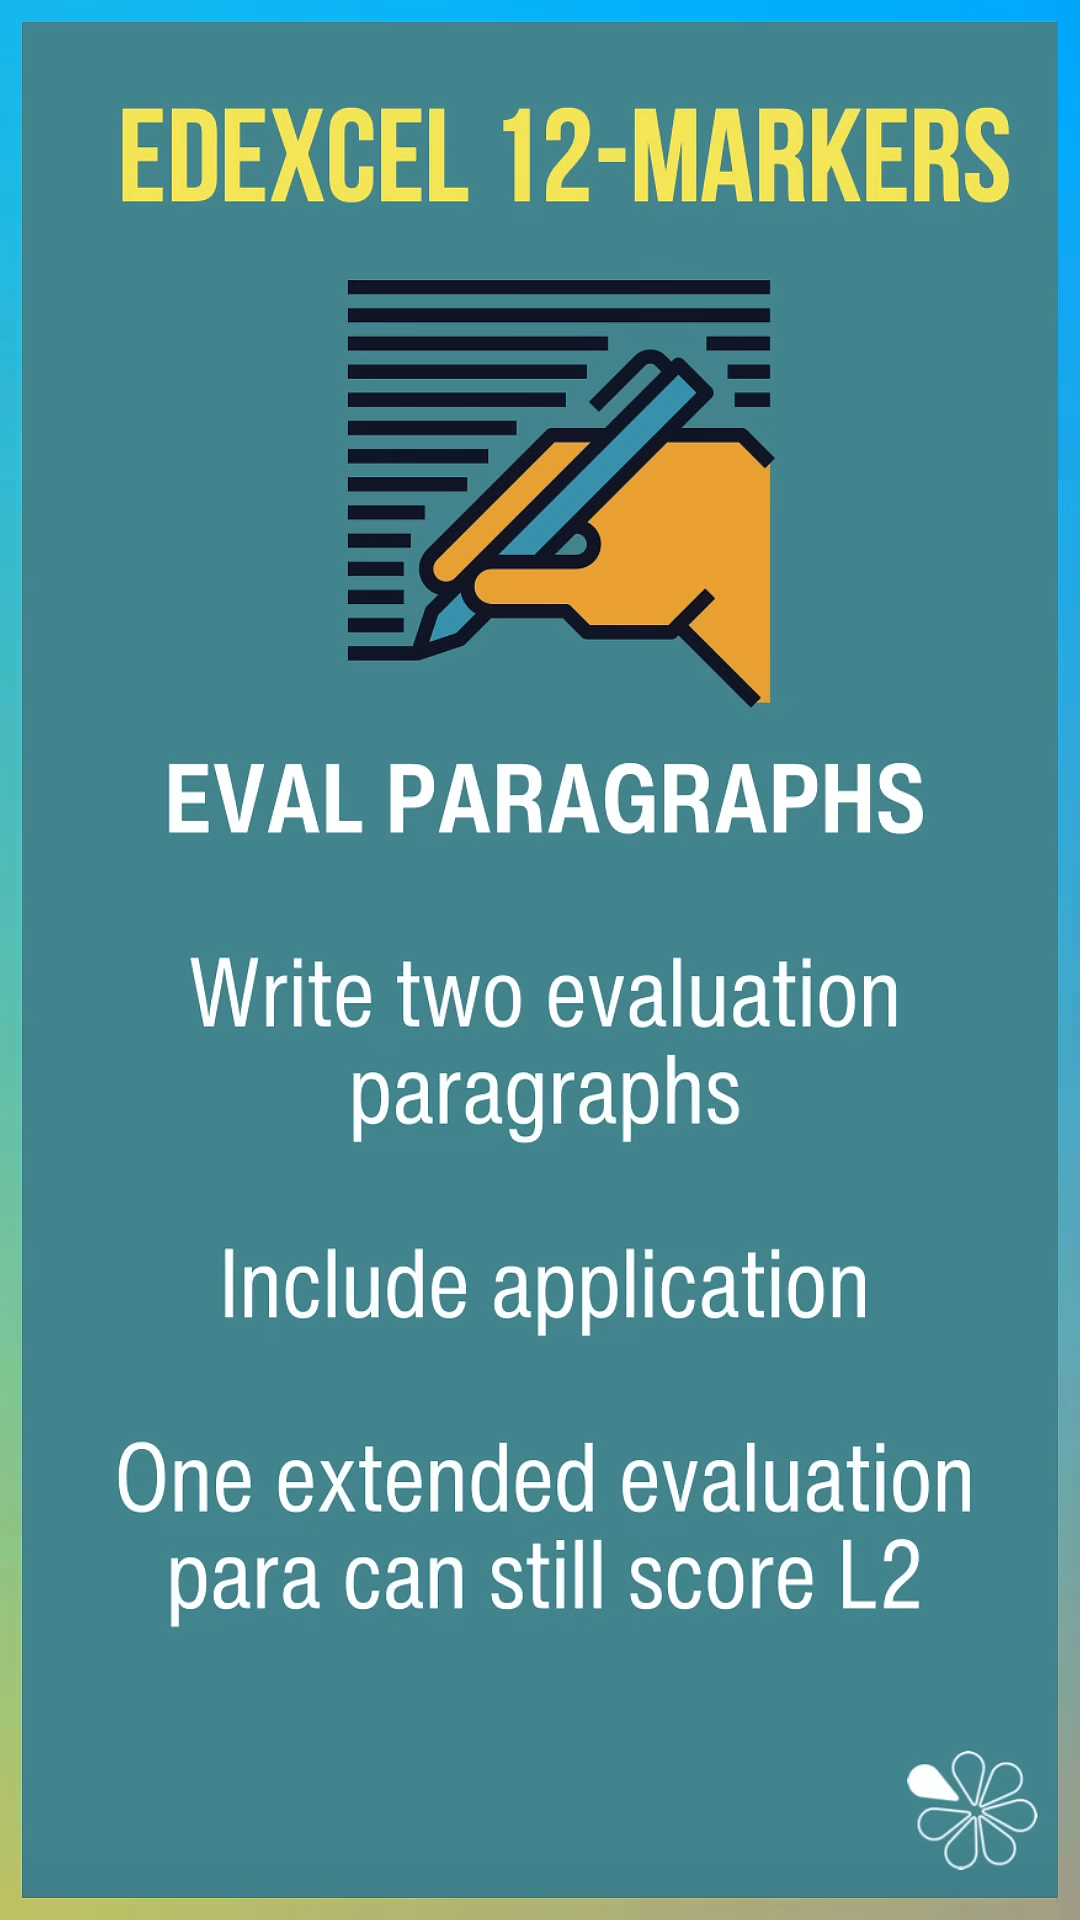 EDEXCEL 12-MARKERS
EVAL PARAGRAPHS
Write two evaluation
paragraphs
Include application
One extended evaluation
para can still score L2